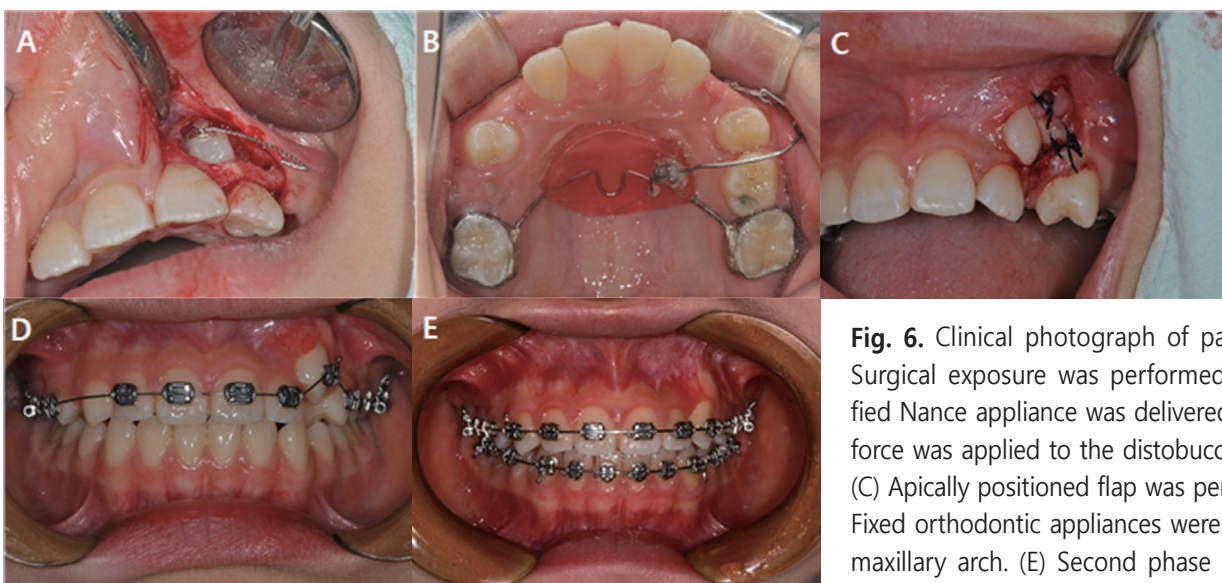 A
B
C
D
E
Fig. 6. Clinical photograph of pa
Surgical exposure was performed
fied Nance appliance was delivered
force was applied to the distobucc
(C) Apically positioned flap was per
Fixed orthodontic appliances were
maxillary arch. (E) Second phase